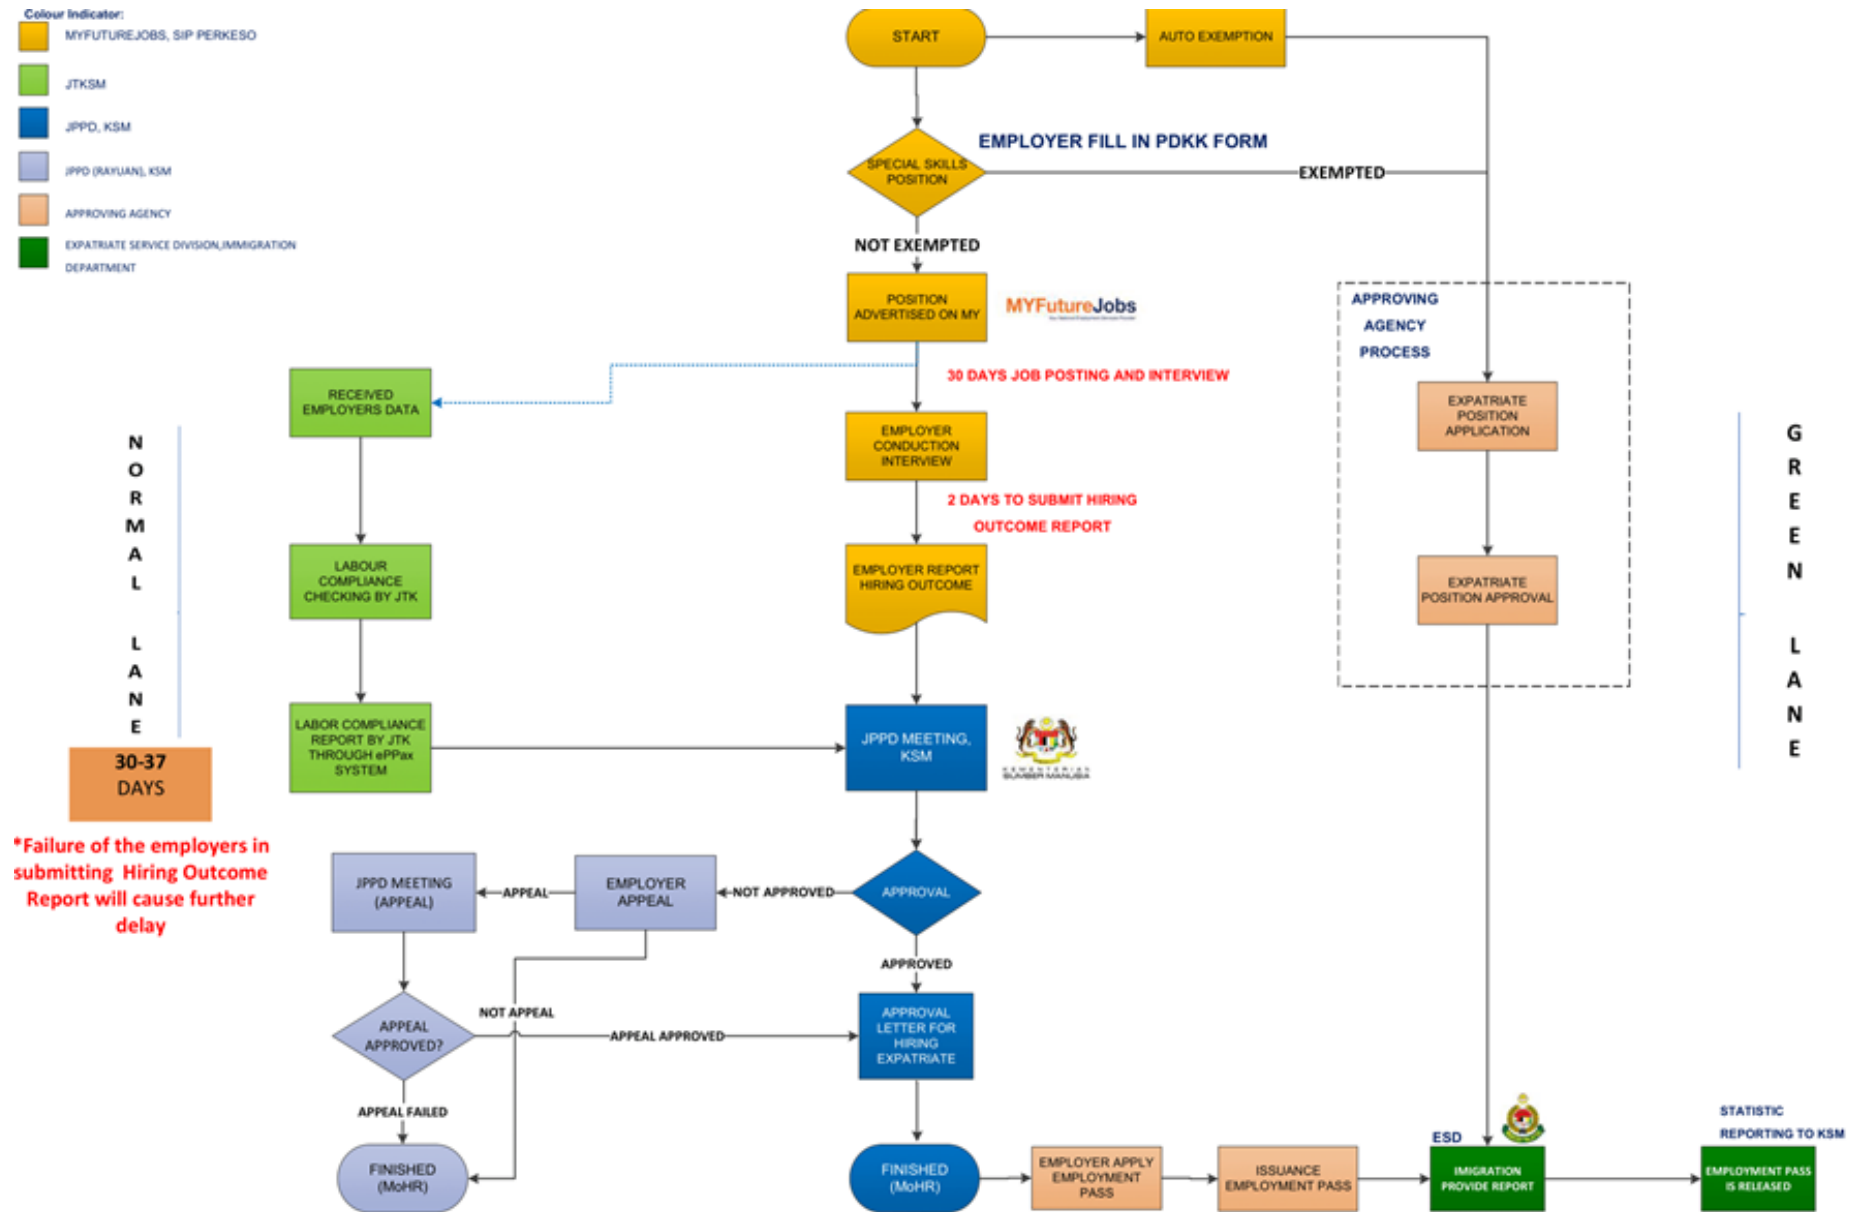 Colour Indicator:
MYFUTUREJOBS, SIP PERKESO
JTKSM
JPPD, KSM
JPPD (RAYUAN), KSM
APPROVING AGENCY
EXPATRIATE SERVICE DIVISION,IMMIGRATION
DEPARTMENT
START
AUTO EXEMPTION
SPECIAL SKILLS
POSITION
EMPLOYER FILL IN PDKK FORM
EXEMPTED
NOT EXEMPTED
POSITION
ADVERTISED ON MY
MYFutureJobs
30 DAYS JOB POSTING AND INTERVIEW
RECEIVED
EMPLOYERS DATA
EMPLOYER
CONDUCTION
INTERVIEW
2 DAYS TO SUBMIT HIRING
OUTCOME REPORT
LABOUR
COMPLIANCE
CHECKING BY JTK
EMPLOYER REPORT
HIRING OUTCOME
APPROVING
AGENCY
PROCESS
EXPATRIATE
POSITION
APPLICATION
EXPATRIATE
POSITION APPROVAL
NORMAL LANE
GREEN LANE
30-37
DAYS
*Failure of the employers in
submitting Hiring Outcome
Report will cause further
delay
LABOR COMPLIANCE
REPORT BY JTK
THROUGH ePPax
SYSTEM
JPPD MEETING,
KSM
KEMENTERIAN
SUMBER MANUSIA
JPPD MEETING
(APPEAL)
APPEAL
EMPLOYER
APPEAL
NOT APPROVED
APPROVAL
APPROVED
NOT APPEAL
APPEAL
APPROVED?
APPEAL APPROVED
APPROVAL
LETTER FOR
HIRING
EXPATRIATE
APPEAL FAILED
FINISHED
(MoHR)
FINISHED
(MoHR)
EMPLOYER APPLY
EMPLOYMENT
PASS
ISSUANCE
EMPLOYMENT PASS
ESD
IMIGRATION
PROVIDE REPORT
STATISTIC
REPORTING TO KSM
EMPLOYMENT PASS
IS RELEASED